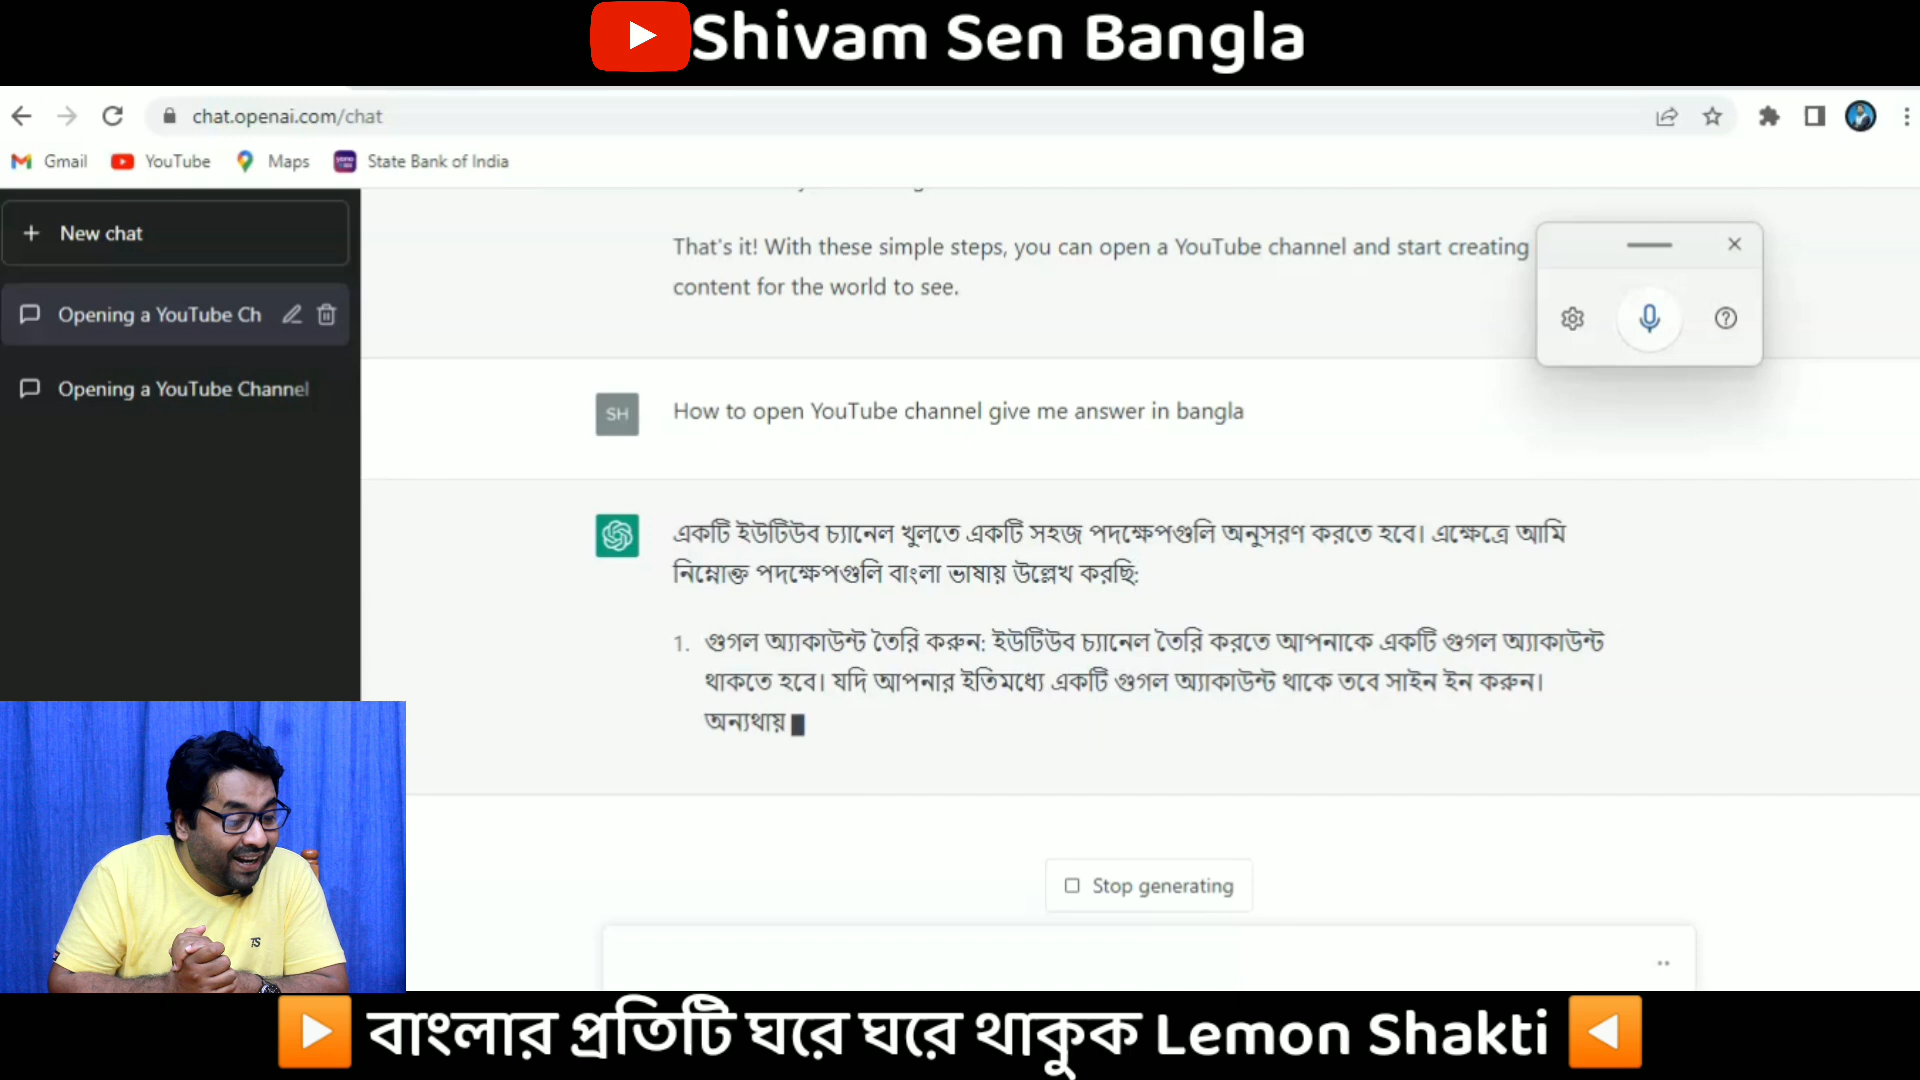 Shivam Sen Bangla
chat.openai.com/chat
Gmail YouTube Maps State Bank of India
New chat
Opening a YouTube Ch
Opening a YouTube Channel
That's it! With these simple steps, you can open a YouTube channel and start creating
content for the world to see.
SH How to open YouTube channel give me answer in bangla
একটি ইউটিউব চ্যানেল খুলতে একটি সহজ পদক্ষেপগুলি অনুসরণ করতে হবে। এক্ষেত্রে আমি
নিম্নোক্ত পদক্ষেপগুলি বাংলা ভাষায় উল্লেখ করছি:
1. গুগল অ্যাকাউন্ট তৈরি করুন: ইউটিউব চ্যানেল তৈরি করতে আপনাকে একটি গুগল অ্যাকাউন্ট
থাকতে হবে। যদি আপনার ইতিমধ্যে একটি গুগল অ্যাকাউন্ট থাকে তবে সাইন ইন করুন।
অন্যথায়
Stop generating
TS
বাংলার প্রতিটি ঘরে ঘরে থাকুক Lemon Shakti